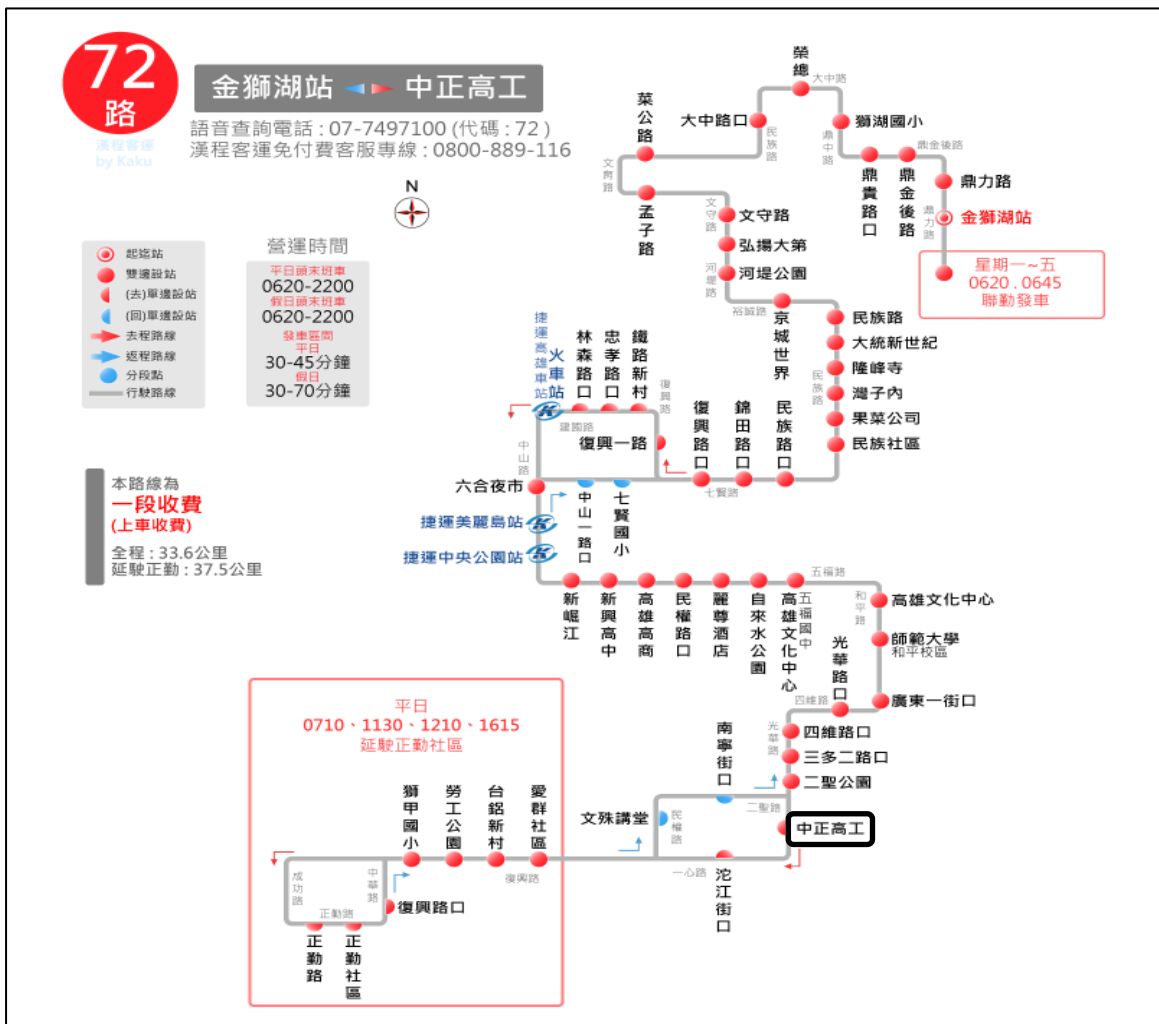 72
路
漢程客運
by Kaku
金獅湖站 中正高工
語音查詢電話 : 07-7497100 (代碼 : 72 )
漢程客運免付費客服專線 : 0800-889-116
N
起迄站
雙邊設站
(去)單邊設站
(回)單邊設站
去程路線
返程路線
分段點
行駛路線
營運時間
平日頭末班車
0620-2200
假日頭末班車
0620-2200
發車區間
平日
30-45分鐘
假日
30-70分鐘
本路線為
一段收費
(上車收費)
全程 : 33.6公里
延駛正勤 : 37.5公里
榮總
大中路
大中路口
民族路
菜公路
文育路
孟子路
獅湖國小
鼎中路
鼎貴路口
鼎金後路
鼎金後路
鼎力路
鼎力路
金獅湖站
星期一~五
0620 . 0645
聯勤發車
文守路
文守路
弘揚大第
河堤路
河堤公園
裕誠路
京城世界
民族路
大統新世紀
隆峰寺
民族路
灣子內
果菜公司
民族社區
民族路口
錦田路口
復興路口
七賢路
復興一路
復興路
鐵路新村
忠孝路口
林森路口
建國路
捷運高雄車站
火車站
中山路
六合夜市
中山一路口
七賢國小
捷運美麗島站
捷運中央公園站
新崛江
新興高中
高雄高商
民權路口
麗尊酒店
自來水公園
高雄文化中心
五福國中
五福路
和平路
高雄文化中心
師範大學
和平校區
廣東一街口
光華路口
四維路
光華路
四維路口
三多二路口
二聖公園
南寧街口
二聖路
中正高工
文殊講堂
民權路
一心路
沱江街口
平日
0710、1130、1210、1615
延駛正勤社區
愛群社區
台鋁新村
勞工公園
獅甲國小
復興路
復興路口
中華路
成功路
正勤路
正勤路
正勤社區